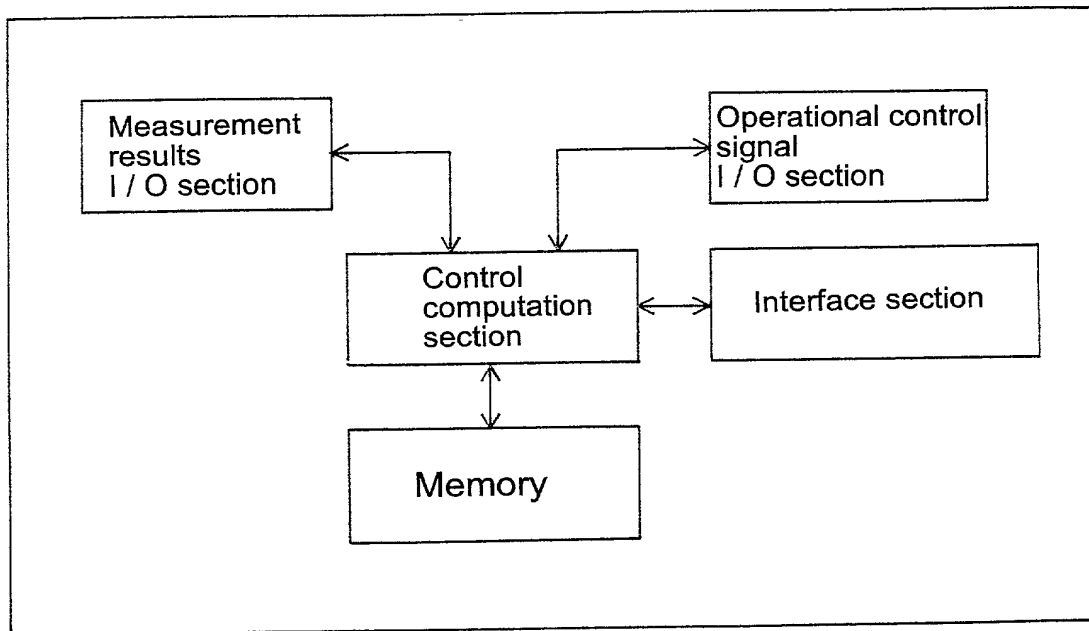 Measurement
results
I / O section
Operational control
signal
I / O section
Control
computation
section
Interface section
Memory